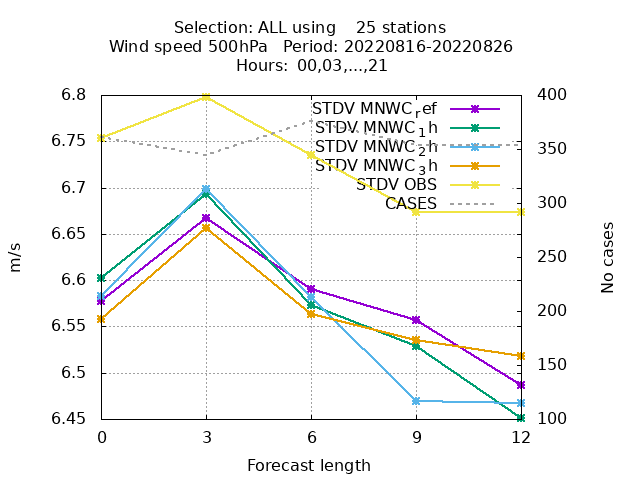 Selection: ALL using    25 stations
Wind speed 500hPa   Period: 20220816-20220826
Hours: 00,03,...,21
6.8
6.75
6.7
6.65
6.6
6.55
6.5
6.45
400
350
300
250
200
150
100
0 3 6 9 12
m/s
No cases
Forecast length
STDV MNWC_ref
STDV MNWC_1h
STDV MNWC_2h
STDV MNWC_3h
STDV OBS
CASES